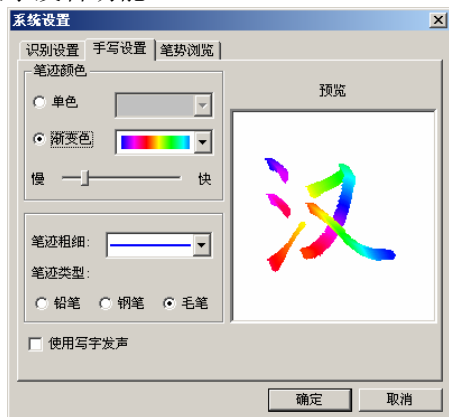 系统设置
识别设置 手写设置 笔势浏览
笔迹颜色
单色
渐变色
慢 快
预览
汉
笔迹粗细:
笔迹类型:
铅笔 钢笔 毛笔
使用写字发声
确定 取消